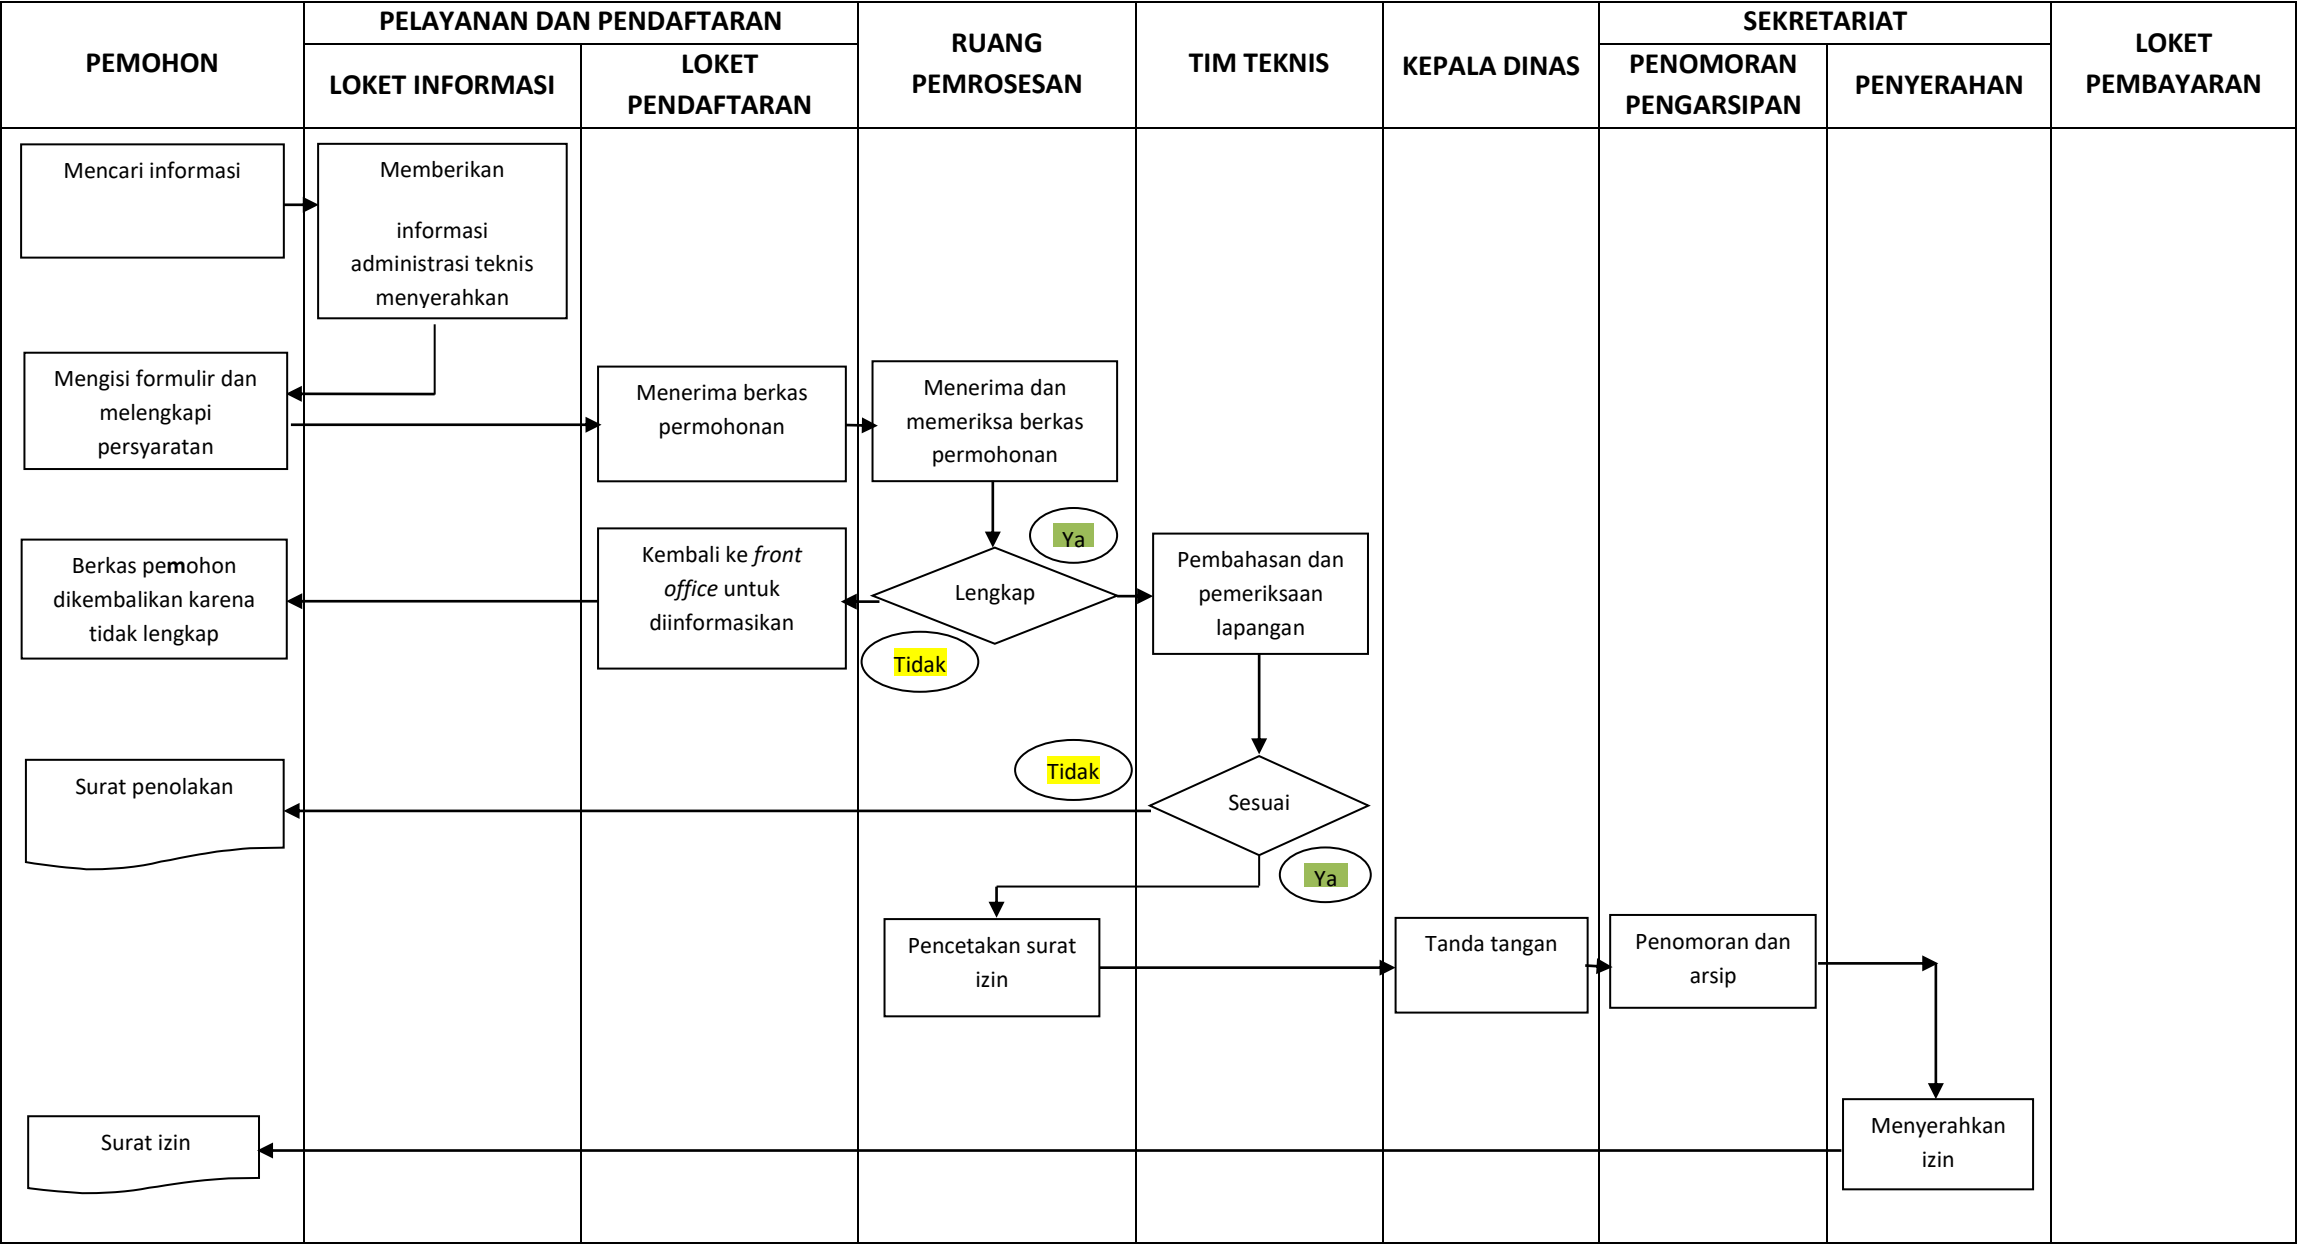 PEMOHON
PELAYANAN DAN PENDAFTARAN
LOKET INFORMASI
LOKET
PENDAFTARAN
RUANG
PEMROSESAN
TIM TEKNIS
KEPALA DINAS
SEKRETARIAT
PENOMORAN
PENGARSIPAN
PENYERAHAN
LOKET
PEMBAYARAN
Mencari informasi
Memberikan
informasi
administrasi teknis
menyerahkan
Mengisi formulir dan
melengkapi
persyaratan
Menerima berkas
permohonan
Menerima dan
memeriksa berkas
permohonan
Berkas pemohon
dikembalikan karena
tidak lengkap
Kembali ke front
office untuk
diinformasikan
Lengkap
Ya
Tidak
Pembahasan dan
pemeriksaan
lapangan
Surat penolakan
Tidak
Sesuai
Ya
Pencetakan surat
izin
Tanda tangan
Penomoran dan
arsip
Surat izin
Menyerahkan
izin